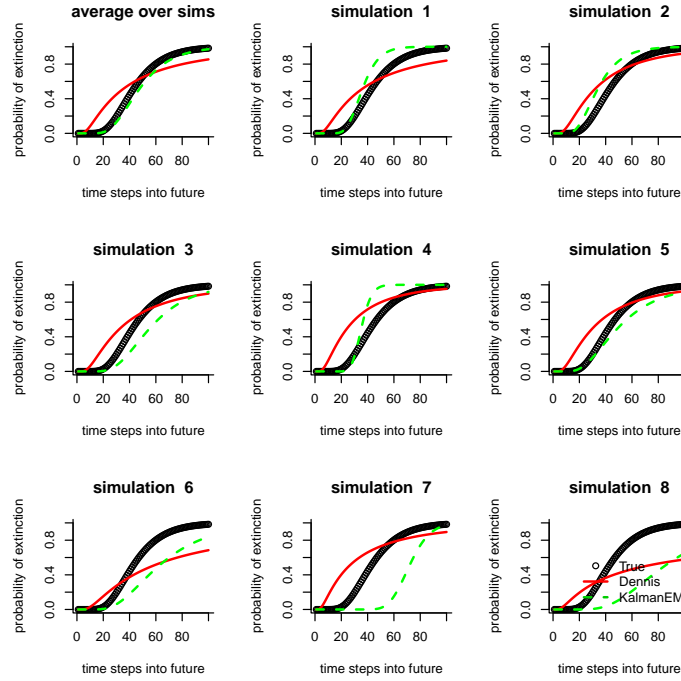 average over sims
simulation 1
simulation 2
probability of extinction
0.0 0.4 0.8
0 20 40 60 80
time steps into future
probability of extinction
0.0 0.4 0.8
0 20 40 60 80
time steps into future
probability of extinction
0.0 0.4 0.8
0 20 40 60 80
time steps into future
simulation 3
simulation 4
simulation 5
probability of extinction
0.0 0.4 0.8
0 20 40 60 80
time steps into future
probability of extinction
0.0 0.4 0.8
0 20 40 60 80
time steps into future
probability of extinction
0.0 0.4 0.8
0 20 40 60 80
time steps into future
simulation 6
simulation 7
simulation 8
probability of extinction
0.0 0.4 0.8
0 20 40 60 80
time steps into future
probability of extinction
0.0 0.4 0.8
0 20 40 60 80
time steps into future
probability of extinction
0.0 0.4 0.8
0 20 40 60 80
time steps into future
True
Dennis
KalmanEM